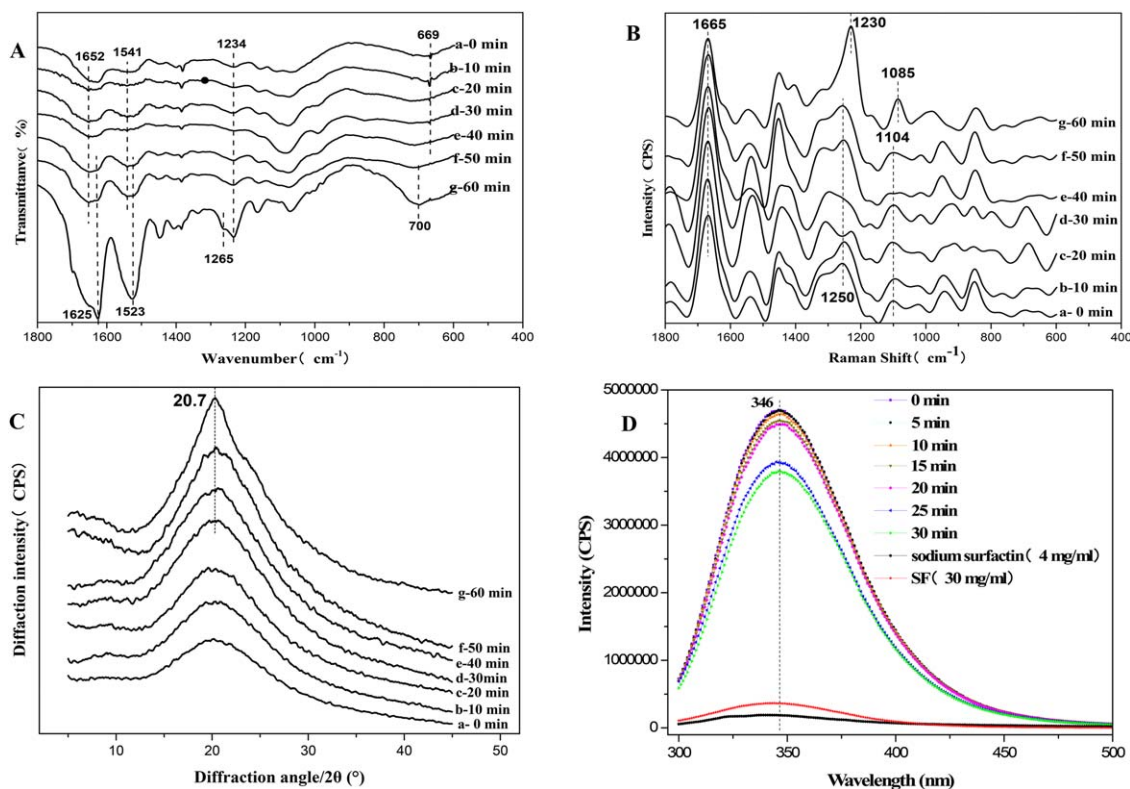 A
1652
1541
1234
669
a-0 min
b-10 min
c-20 min
d-30 min
e-40 min
f-50 min
g-60 min
700
1265
1625
1523
Transmittanve( %)
1800 1600 1400 1200 1000 800 600 400
Wavenumber( cm-1)
B
1665
1230
1085
1104
g-60 min
f-50 min
e-40 min
d-30 min
c-20 min
b-10 min
a- 0 min
1250
Intensity( CPS)
1800 1600 1400 1200 1000 800 600 400
Raman Shift( cm-1)
C
20.7
g-60 min
f-50 min
e-40 min
d-30min
c-20 min
b-10 min
a- 0 min
Diffaction intensity( CPS)
10 20 30 40 50
Diffraction angle/2θ (°)
D
346
0 min
5 min
10 min
15 min
20 min
25 min
30 min
sodium surfactin( 4 mg/ml)
SF( 30 mg/ml)
5000000
4000000
3000000
2000000
1000000
0
Intensity (CPS)
300 350 400 450 500
Wavelength (nm)